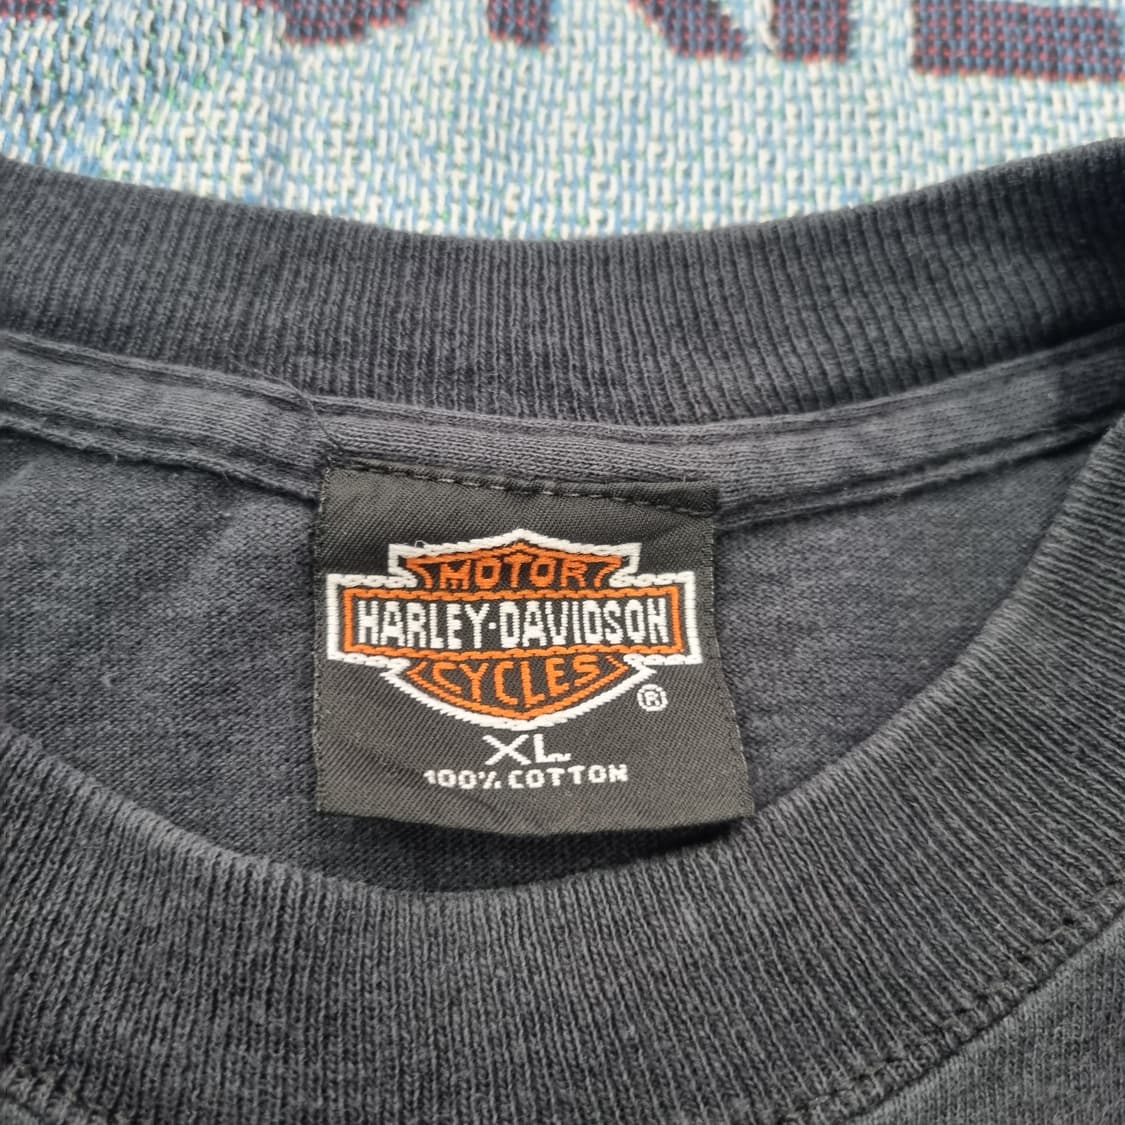 MOTOR
HARLEY-DAVIDSON
CYCLES
®
XL
100% COTTON